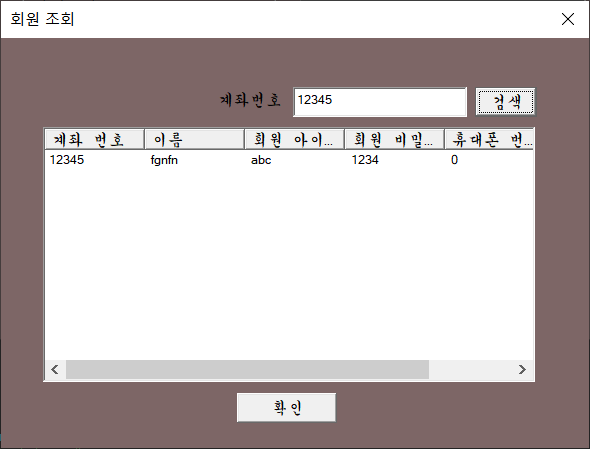 회원 조회
계좌번호 12345 검색
계좌 번호 이름 회원 아이... 회원 비밀... 휴대폰 번...
12345 fgnfn abc 1234 0
확인